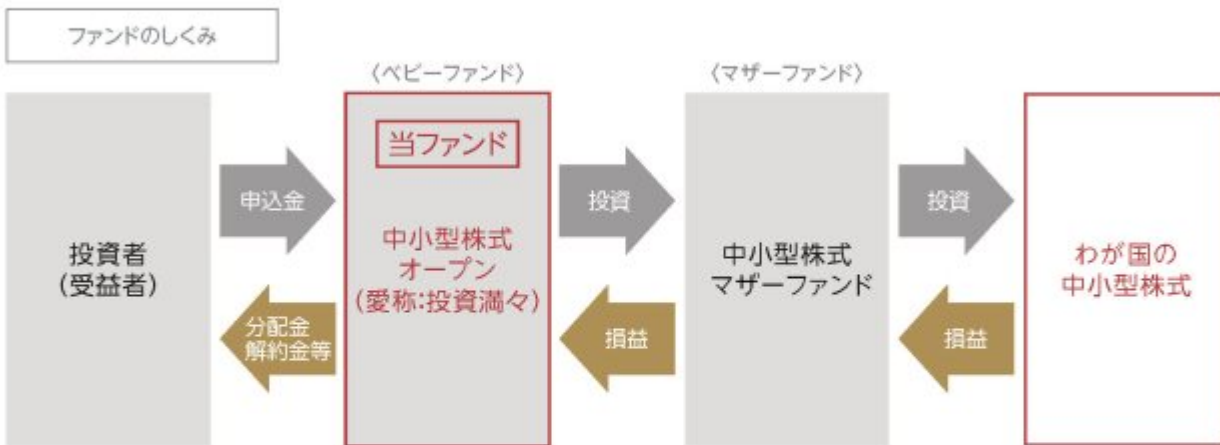 ファンドのしくみ
〈ベビーファンド〉
〈マザーファンド〉
投資者
(受益者)
申込金
分配金
解約金等
当ファンド
中小型株式
オープン
(愛称:投資満々)
投資
損益
中小型株式
マザーファンド
投資
損益
わが国の
中小型株式